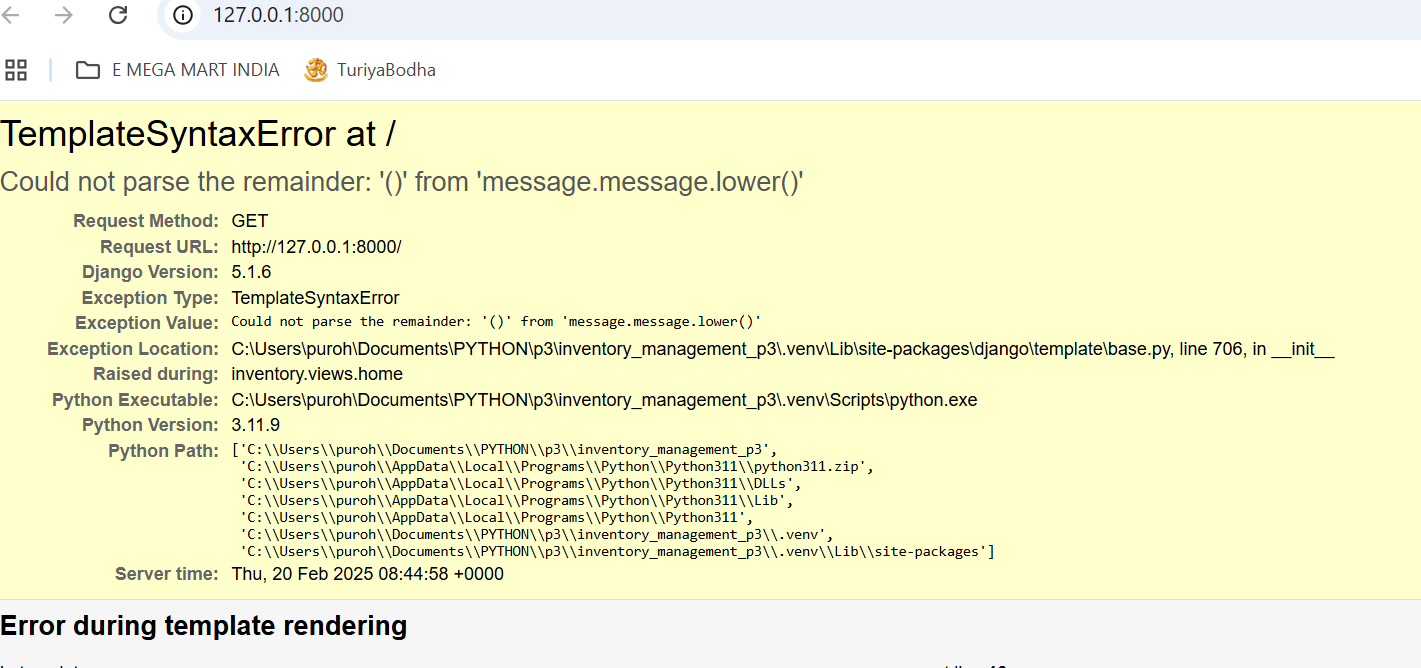 127.0.0.1:8000
E MEGA MART INDIA TuriyaBodha
TemplateSyntaxError at /
Could not parse the remainder: '()' from 'message.message.lower()'
Request Method: GET
Request URL: http://127.0.0.1:8000/
Django Version: 5.1.6
Exception Type: TemplateSyntaxError
Exception Value: Could not parse the remainder: '()' from 'message.message.lower()'
Exception Location: C:\Users\puroh\Documents\PYTHON\p3\inventory_management_p3\.venv\Lib\site-packages\django\template\base.py, line 706, in __init__
Raised during: inventory.views.home
Python Executable: C:\Users\puroh\Documents\PYTHON\p3\inventory_management_p3\.venv\Scripts\python.exe
Python Version: 3.11.9
Python Path: ['C:\\Users\\puroh\\Documents\\PYTHON\\p3\\inventory_management_p3',
'C:\\Users\\puroh\\AppData\\Local\\Programs\\Python\\Python311\\python311.zip',
'C:\\Users\\puroh\\AppData\\Local\\Programs\\Python\\Python311\\DLLs',
'C:\\Users\\puroh\\AppData\\Local\\Programs\\Python\\Python311\\Lib',
'C:\\Users\\puroh\\AppData\\Local\\Programs\\Python\\Python311',
'C:\\Users\\puroh\\Documents\\PYTHON\\p3\\inventory_management_p3\\.venv',
'C:\\Users\\puroh\\Documents\\PYTHON\\p3\\inventory_management_p3\\.venv\\Lib\\site-packages']
Server time: Thu, 20 Feb 2025 08:44:58 +0000
Error during template rendering